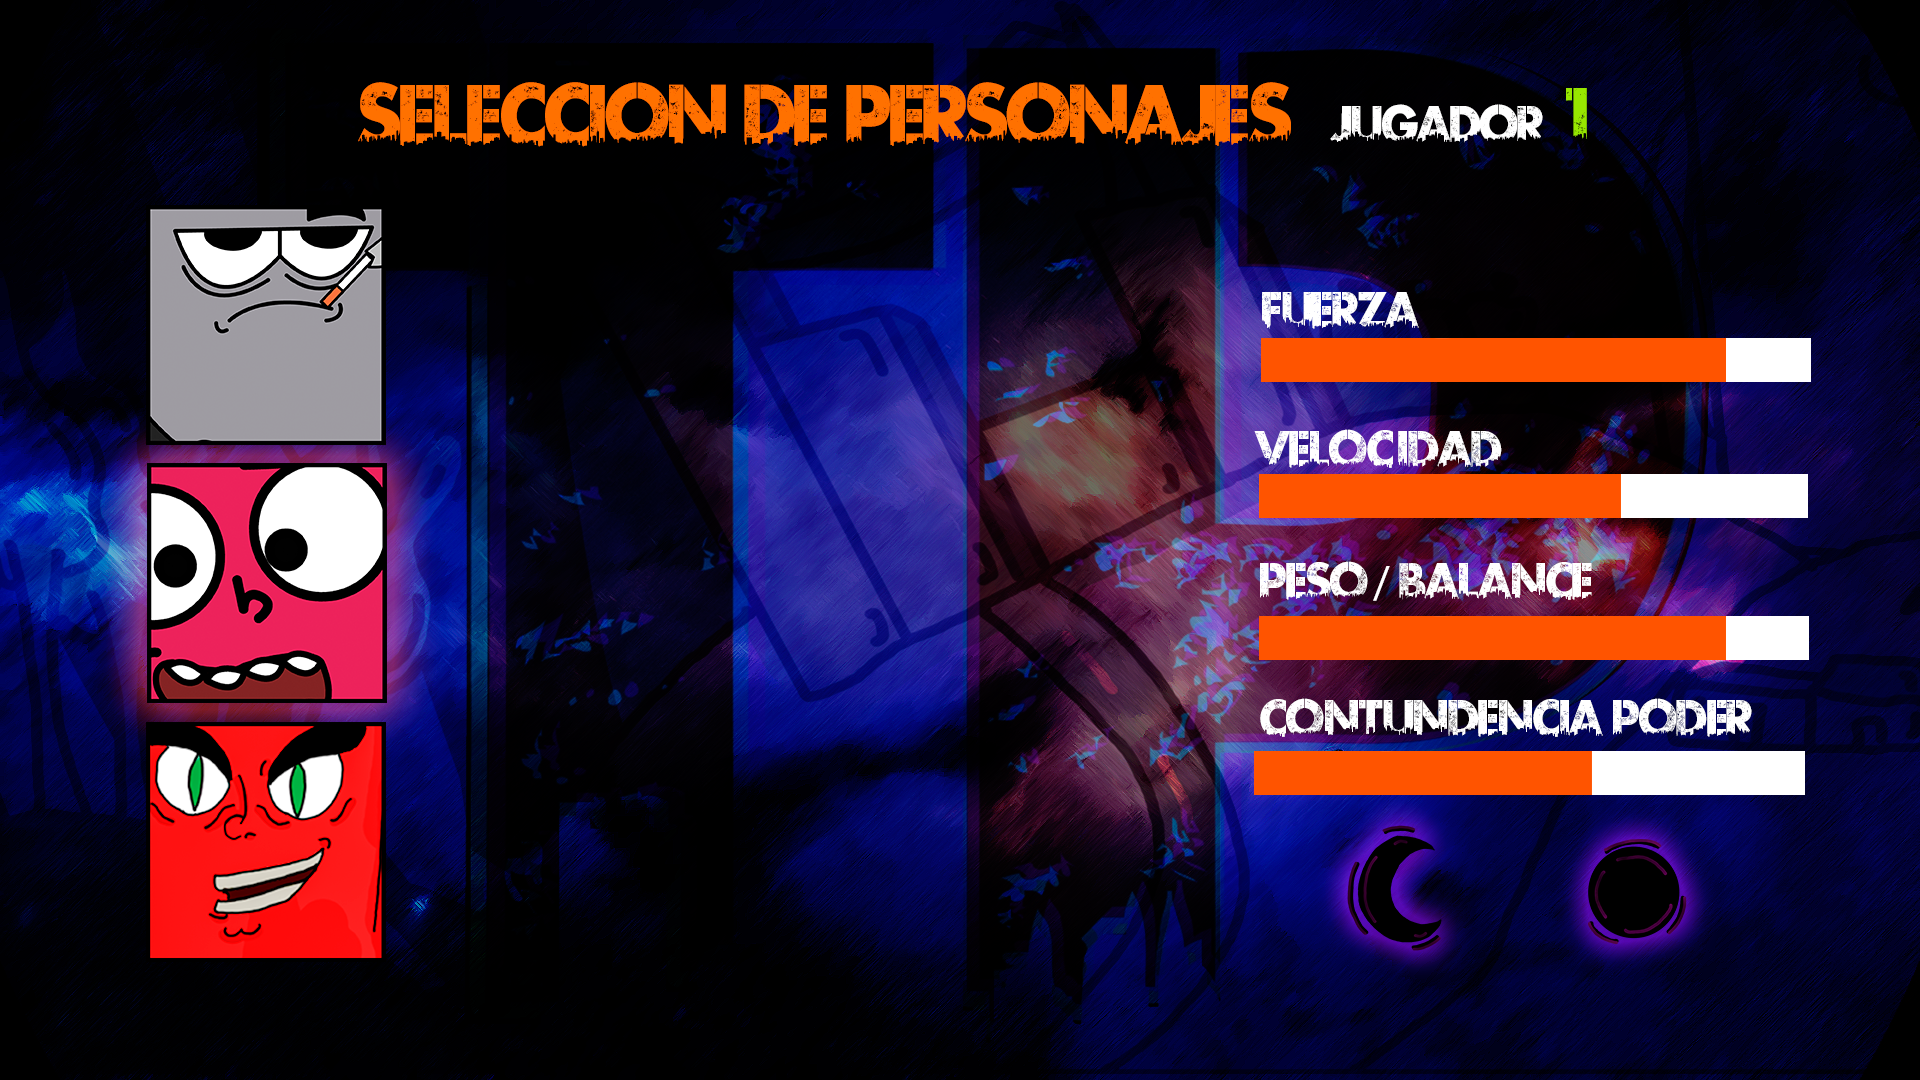 SELECCION DE PERSONAJES JUGADOR 1
FUERZA
VELOCIDAD
PESO / BALANCE
CONTUNDENCIA PODER